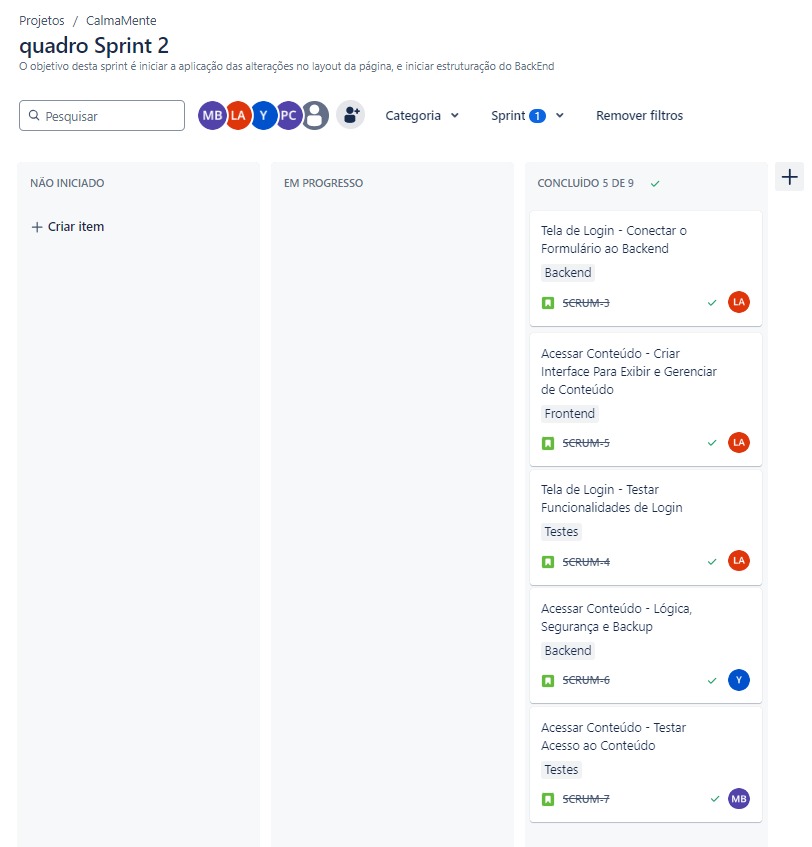 Projetos / CalmaMente
quadro Sprint 2
O objetivo desta sprint é iniciar a aplicação das alterações no layout da página, e iniciar estruturação do BackEnd
Pesquisar
MB LA Y PC
Categoria
Sprint 1
Remover filtros
NÃO INICIADO
+ Criar item
EM PROGRESSO
CONCLUÍDO 5 DE 9
Tela de Login - Conectar o
Formulário ao Backend
Backend
SCRUM-3
LA
Acessar Conteúdo - Criar
Interface Para Exibir e Gerenciar
de Conteúdo
Frontend
SCRUM-5
LA
Tela de Login - Testar
Funcionalidades de Login
Testes
SCRUM-4
LA
Acessar Conteúdo - Lógica,
Segurança e Backup
Backend
SCRUM-6
Y
Acessar Conteúdo - Testar
Acesso ao Conteúdo
Testes
SCRUM-7
MB